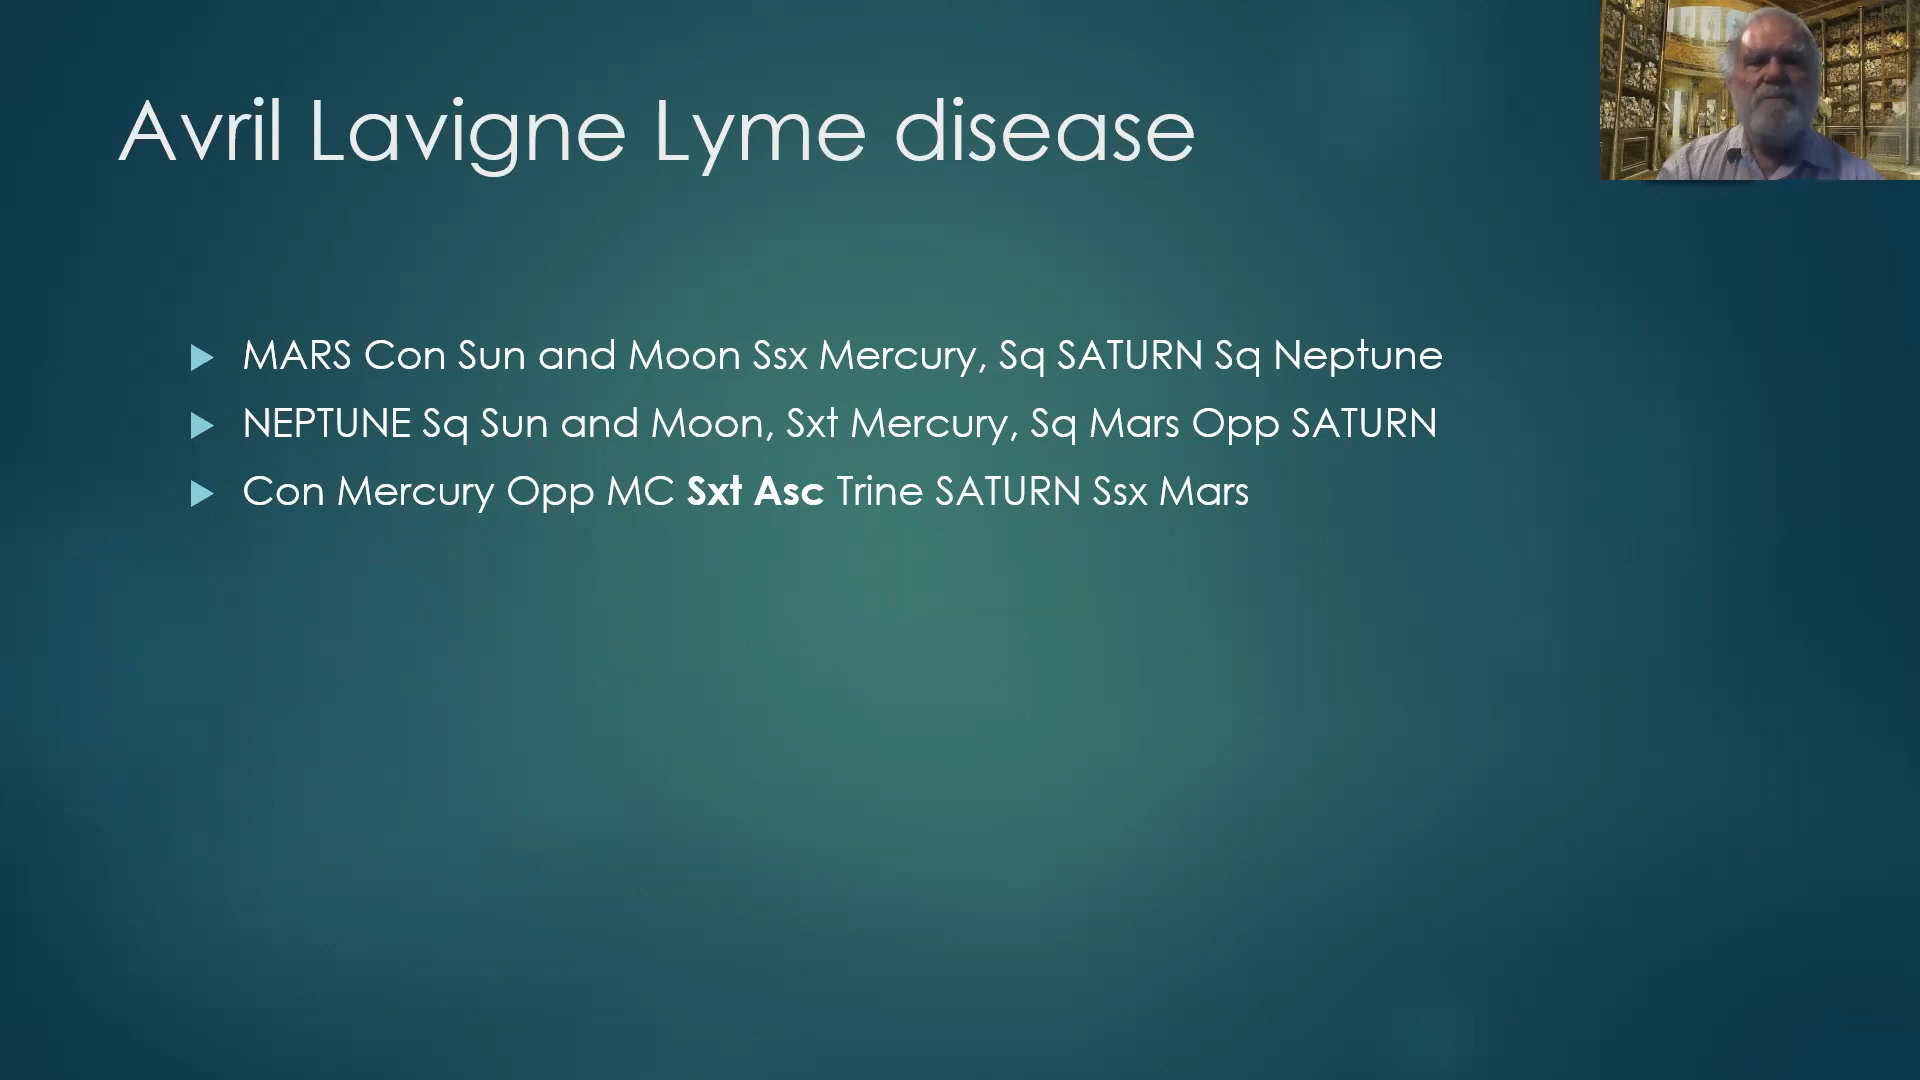 Avril Lavigne Lyme disease
MARS Con Sun and Moon Ssx Mercury, Sq SATURN Sq Neptune
NEPTUNE Sq Sun and Moon, Sxt Mercury, Sq Mars Opp SATURN
Con Mercury Opp MC Sxt Asc Trine SATURN Ssx Mars